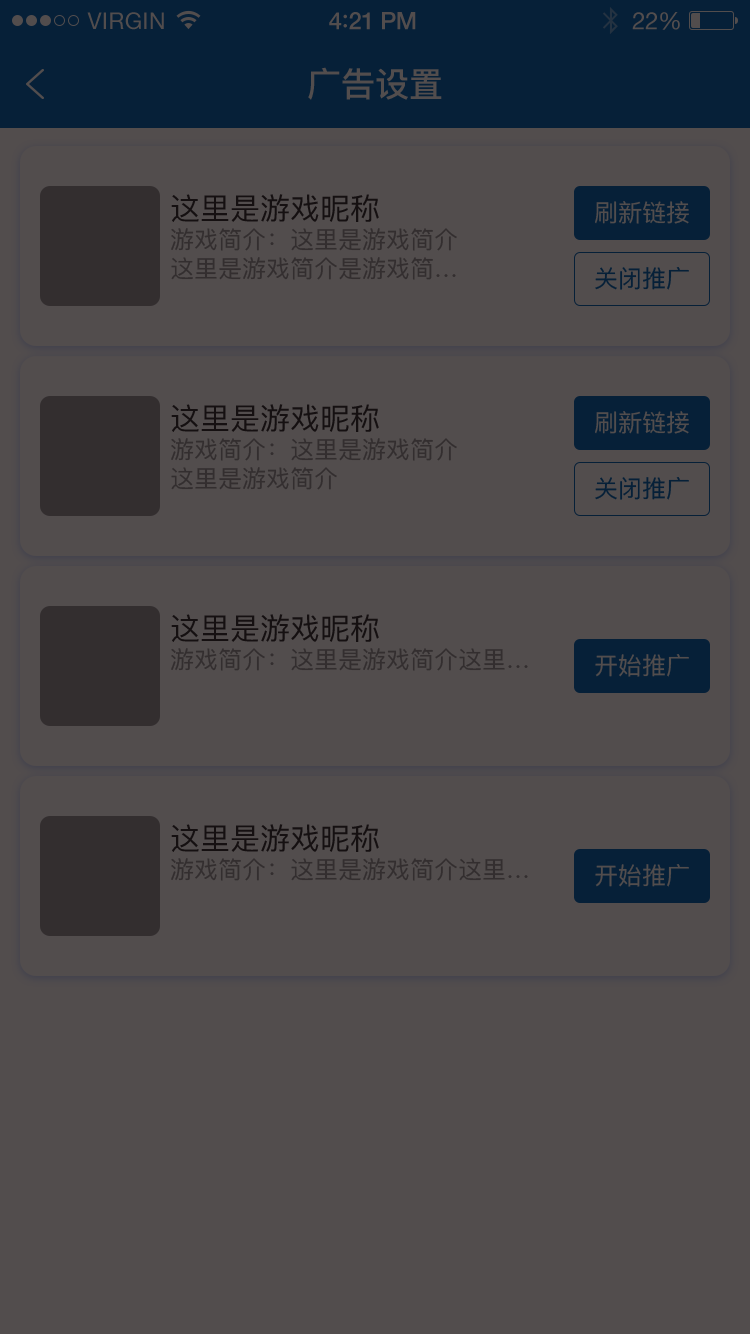 VIRGIN 4:21 PM 22%
广告设置
这里是游戏昵称
游戏简介：这里是游戏简介
这里是游戏简介是游戏简…
刷新链接
关闭推广
这里是游戏昵称
游戏简介：这里是游戏简介
这里是游戏简介
刷新链接
关闭推广
这里是游戏昵称
游戏简介：这里是游戏简介这里…
开始推广
这里是游戏昵称
游戏简介：这里是游戏简介这里…
开始推广